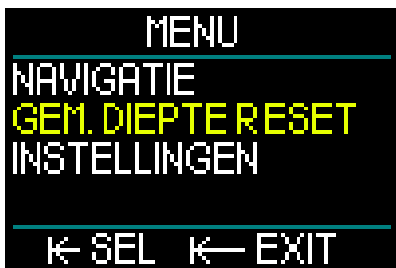 MENU
NAVIGATIE
GEM. DIEPTE RESET
INSTELLINGEN
SEL EXIT